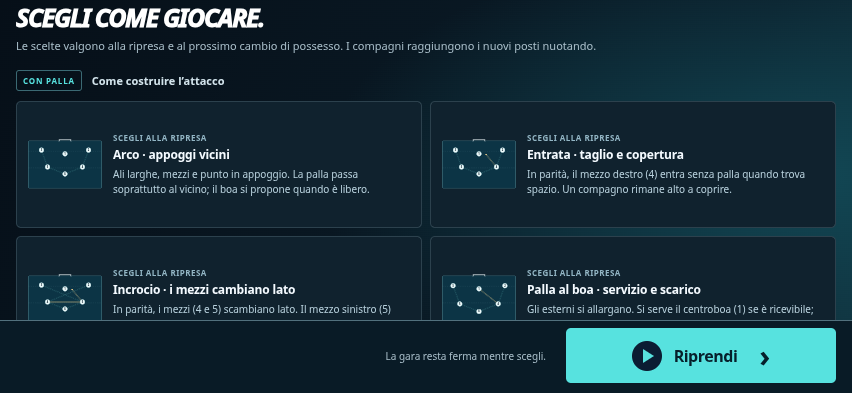 SCEGLI COME GIOCARE.
Le scelte valgono alla ripresa e al prossimo cambio di possesso. I compagni raggiungono i nuovi posti nuotando.
CON PALLA Come costruire l’attacco
SCEGLI ALLA RIPRESA
Arco · appoggi vicini
Ali larghe, mezzi e punto in appoggio. La palla passa
soprattutto al vicino; il boa si propone quando è libero.
SCEGLI ALLA RIPRESA
Entrata · taglio e copertura
In parità, il mezzo destro (4) entra senza palla quando trova
spazio. Un compagno rimane alto a coprire.
SCEGLI ALLA RIPRESA
Incrocio · i mezzi cambiano lato
In parità, i mezzi (4 e 5) scambiano lato. Il mezzo sinistro (5)
SCEGLI ALLA RIPRESA
Palla al boa · servizio e scarico
Gli esterni si allargano. Si serve il centroboa (1) se è ricevibile;
La gara resta ferma mentre scegli.
Riprendi